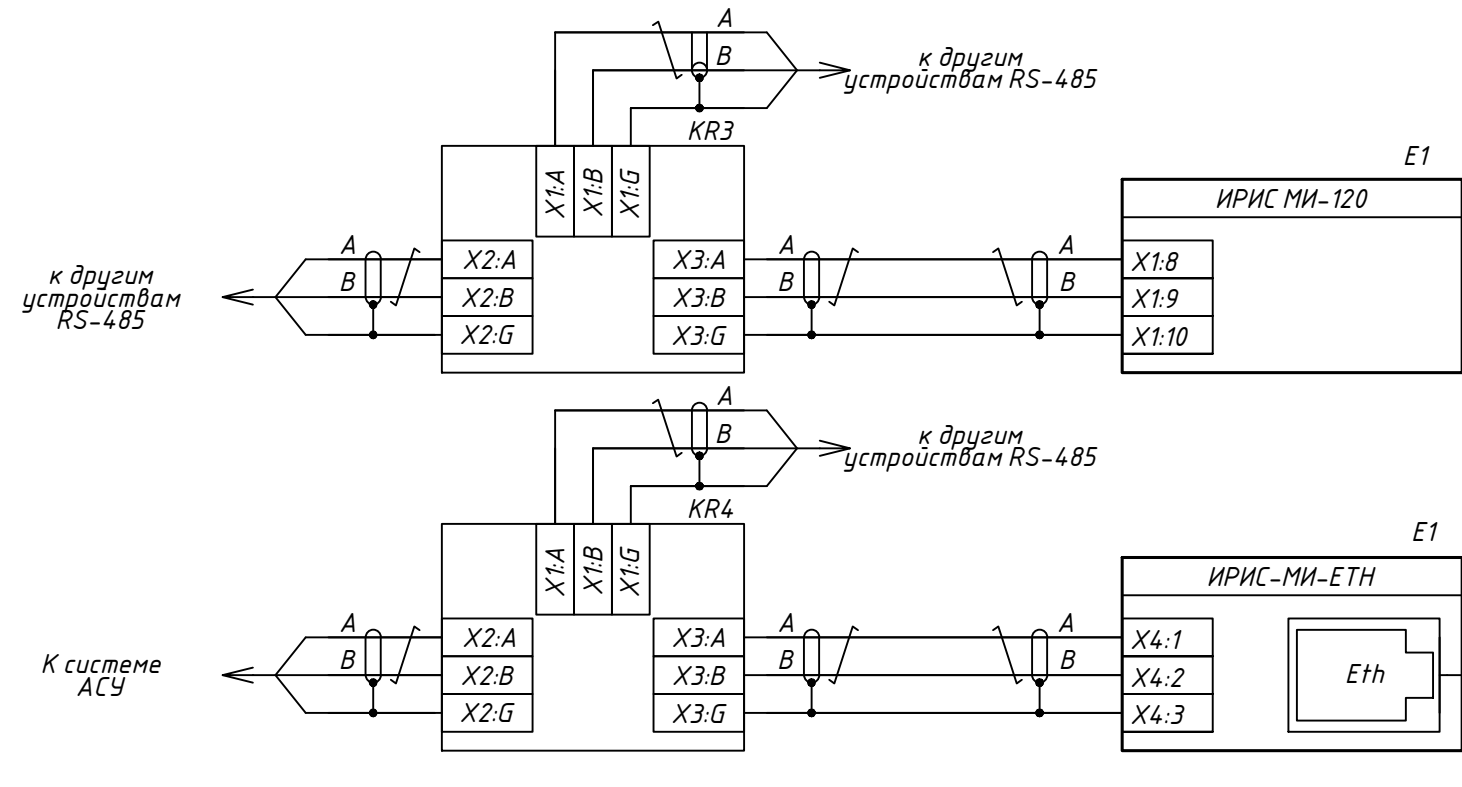 A
B
к другим
устройствам RS-485
KR3
E1
X1:A
X1:B
X1:G
ИРИС МИ-120
A
B
X2:A
X2:B
X2:G
к другим
устройствам
RS-485
X3:A
X3:B
X3:G
A
B
A
B
X1:8
X1:9
X1:10
A
B
к другим
устройствам RS-485
KR4
E1
X1:A
X1:B
X1:G
ИРИС-МИ-ETH
A
B
X2:A
X2:B
X2:G
К системе
АСУ
X3:A
X3:B
X3:G
A
B
A
B
X4:1
X4:2
X4:3
Eth